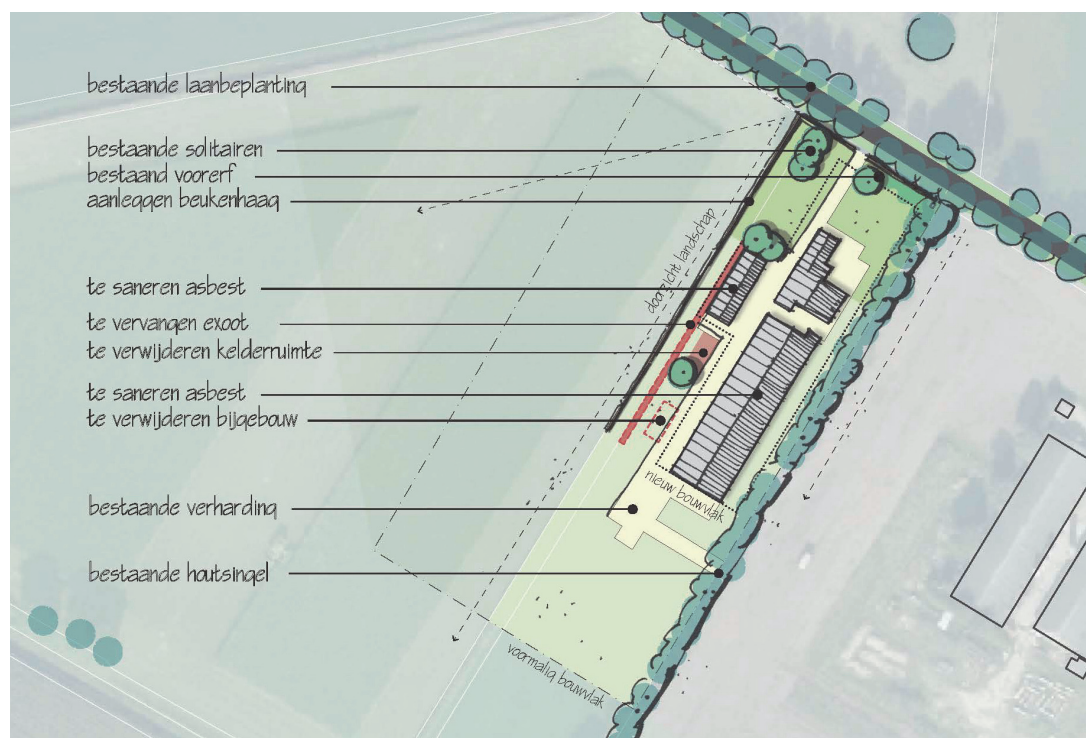 bestaande laanbeplanting
bestaande solitairen
bestaand voorerf
aanleggen beukenhaag
te saneren asbest
te vervangen exoot
te verwijderen kelderruimte
te saneren asbest
te verwijderen bijgebouw
bestaande verharding
bestaande houtsingel
doorzicht landschap
nieuw bouwvlak
voormalig bouwvlak